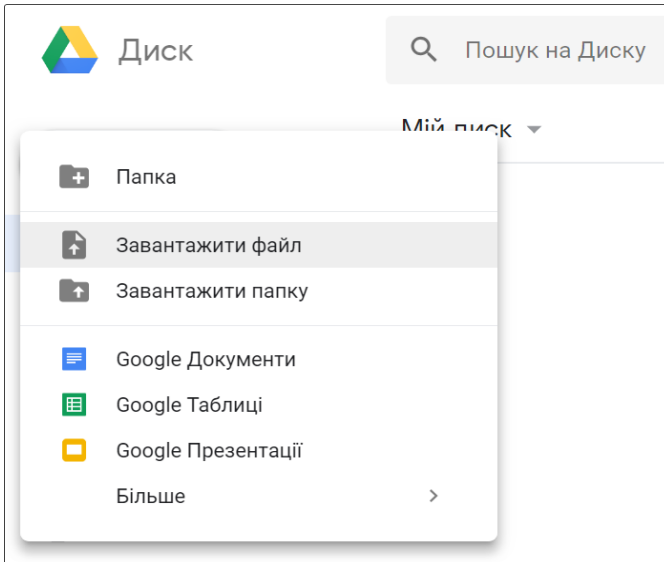 Диск
Пошук на Диску
Мій диск
Папка
Завантажити файл
Завантажити папку
Google Документи
Google Таблиці
Google Презентації
Більше